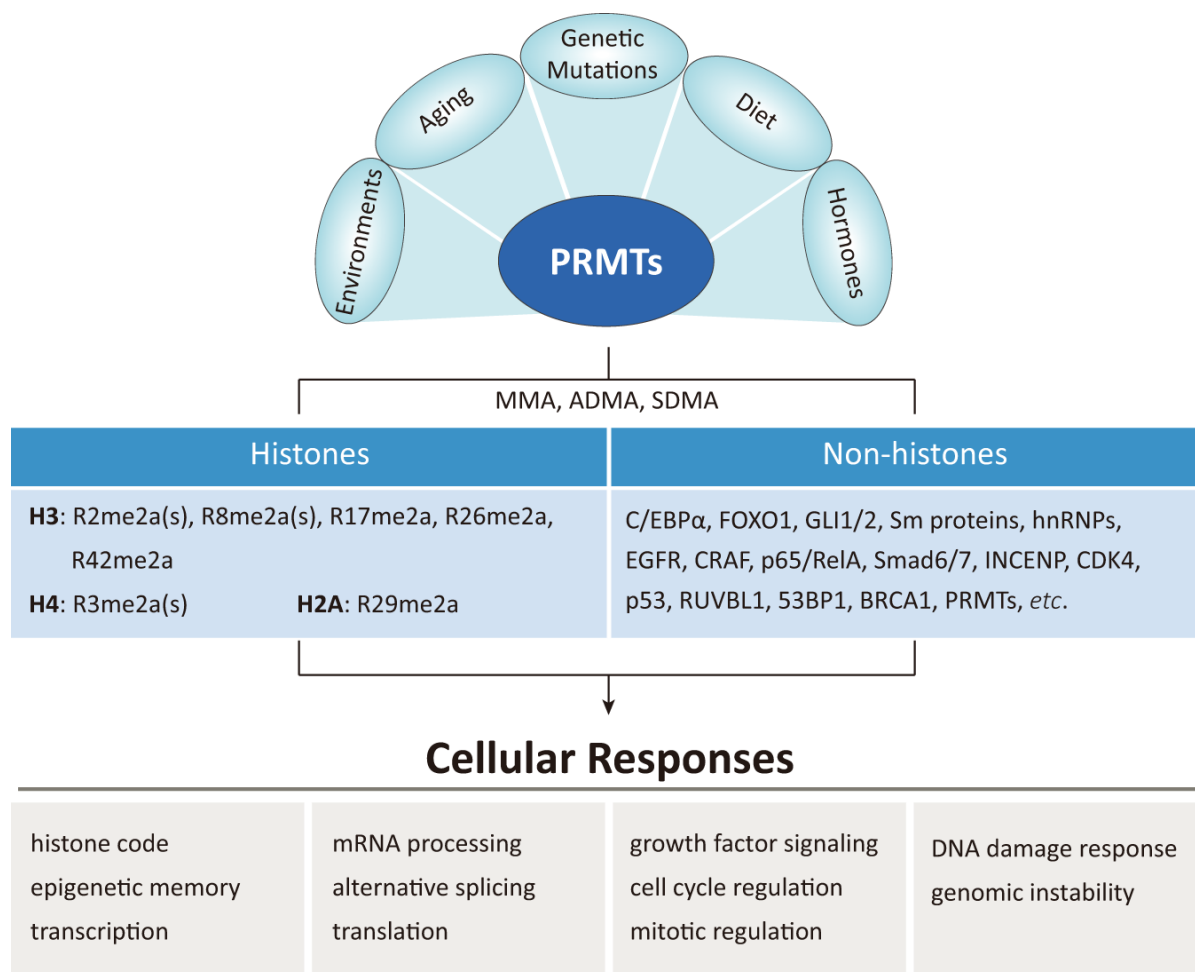 Genetic
Mutations
Aging
Diet
Environments
Hormones
PRMTs
MMA, ADMA, SDMA
Histones
Non-histones
H3: R2me2a(s), R8me2a(s), R17me2a, R26me2a,
R42me2a
H4: R3me2a(s) H2A: R29me2a
C/EBPα, FOXO1, GLI1/2, Sm proteins, hnRNPs,
EGFR, CRAF, p65/RelA, Smad6/7, INCENP, CDK4,
p53, RUVBL1, 53BP1, BRCA1, PRMTs, etc.
Cellular Responses
histone code
epigenetic memory
transcription
mRNA processing
alternative splicing
translation
growth factor signaling
cell cycle regulation
mitotic regulation
DNA damage response
genomic instability